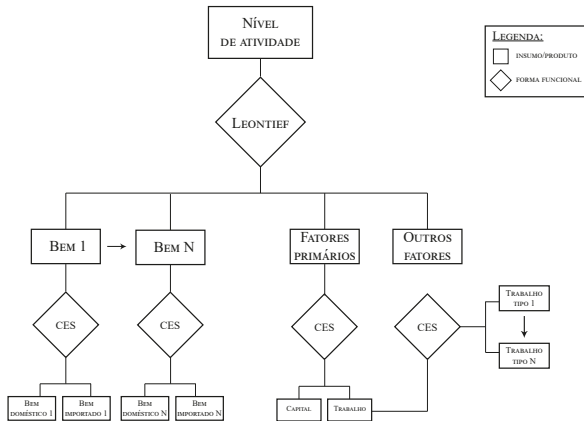 Nível
de atividade
Legenda:
insumo/produto
forma funcional
Leontief
Bem 1
Bem N
Fatores
primários
Outros
fatores
CES
CES
CES
CES
Trabalho
tipo 1
Trabalho
tipo N
Bem
doméstico 1
Bem
importado 1
Bem
doméstico N
Bem
importado N
Capital
Trabalho